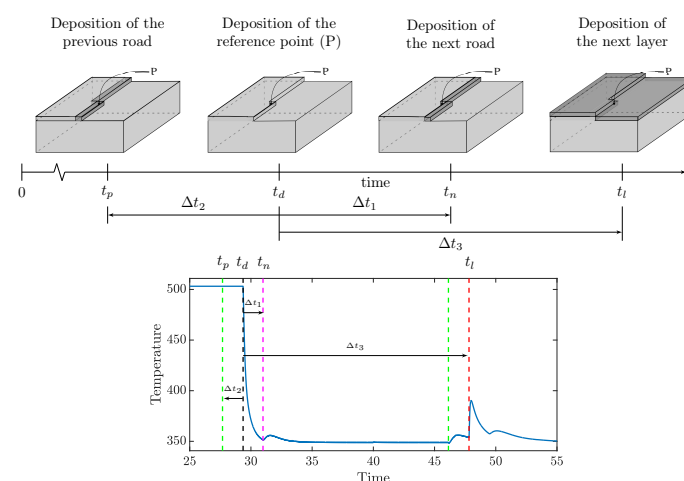 Deposition of the
previous road
Deposition of the
reference point (P)
Deposition of
the next road
Deposition of
the next layer
P
P
P
P
0
t_p
t_d
time
t_n
t_l
Δt_2
Δt_1
Δt_3
t_p t_d t_n
t_l
500
450
400
350
Temperature
Δt_1
Δt_3
Δt_2
25 30 35 40 45 50 55
Time